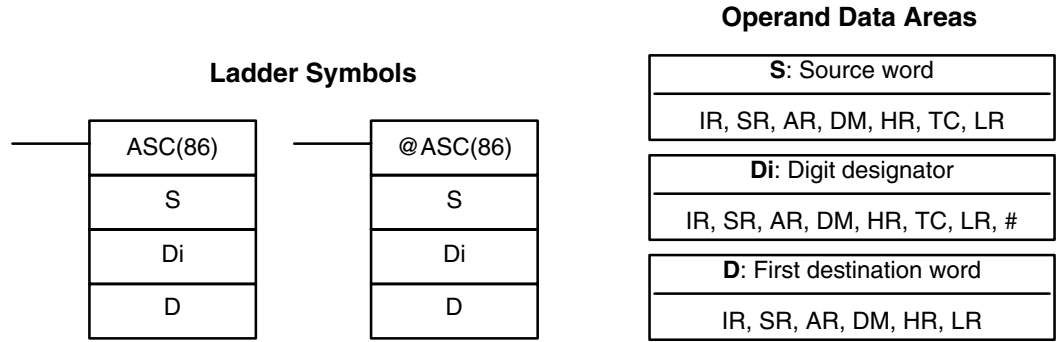 Ladder Symbols
ASC(86)
S
Di
D
@ASC(86)
S
Di
D
Operand Data Areas
S: Source word
IR, SR, AR, DM, HR, TC, LR
Di: Digit designator
IR, SR, AR, DM, HR, TC, LR, #
D: First destination word
IR, SR, AR, DM, HR, LR